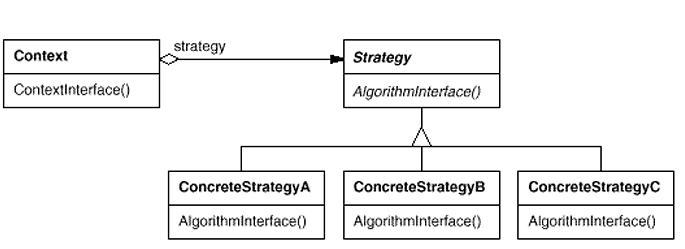 strategy
Context
Strategy
ContextInterface()
AlgorithmInterface()
ConcreteStrategyA
ConcreteStrategyB
ConcreteStrategyC
AlgorithmInterface()
AlgorithmInterface()
AlgorithmInterface()